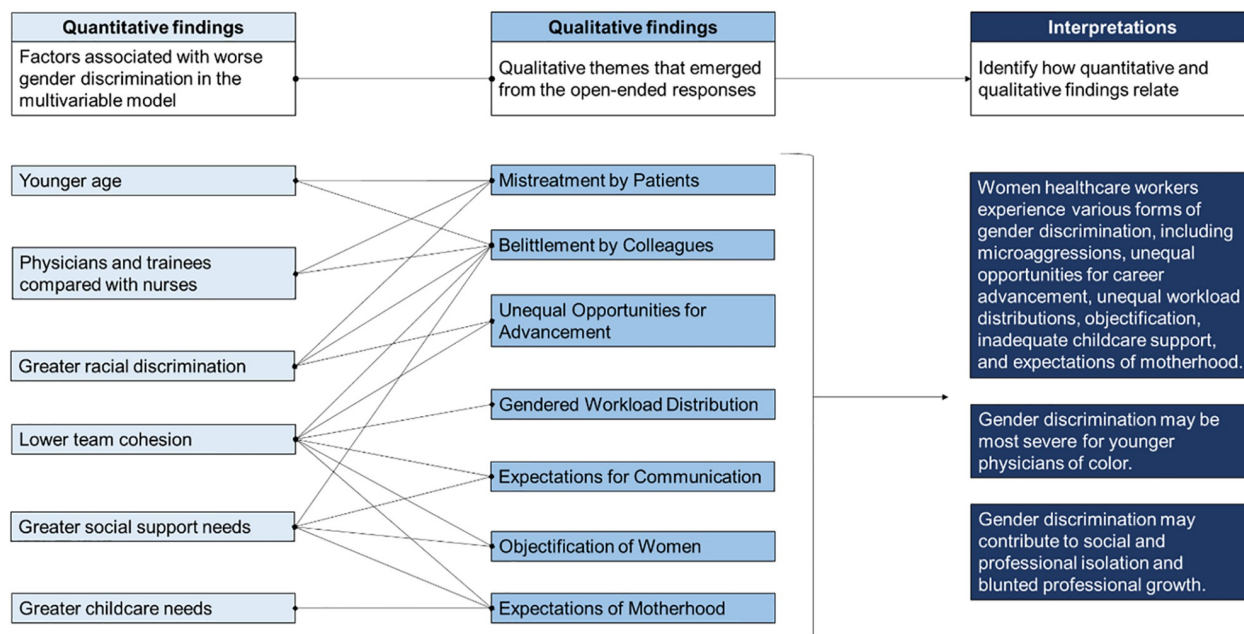 Quantitative findings
Factors associated with worse
gender discrimination in the
multivariable model
Qualitative findings
Qualitative themes that emerged
from the open-ended responses
Interpretations
Identify how quantitative and
qualitative findings relate
Younger age
Physicians and trainees
compared with nurses
Greater racial discrimination
Lower team cohesion
Greater social support needs
Greater childcare needs
Mistreatment by Patients
Belittlement by Colleagues
Unequal Opportunities for
Advancement
Gendered Workload Distribution
Expectations for Communication
Objectification of Women
Expectations of Motherhood
Women healthcare workers
experience various forms of
gender discrimination, including
microaggressions, unequal
opportunities for career
advancement, unequal workload
distributions, objectification,
inadequate childcare support,
and expectations of motherhood.
Gender discrimination may be
most severe for younger
physicians of color.
Gender discrimination may
contribute to social and
professional isolation and
blunted professional growth.